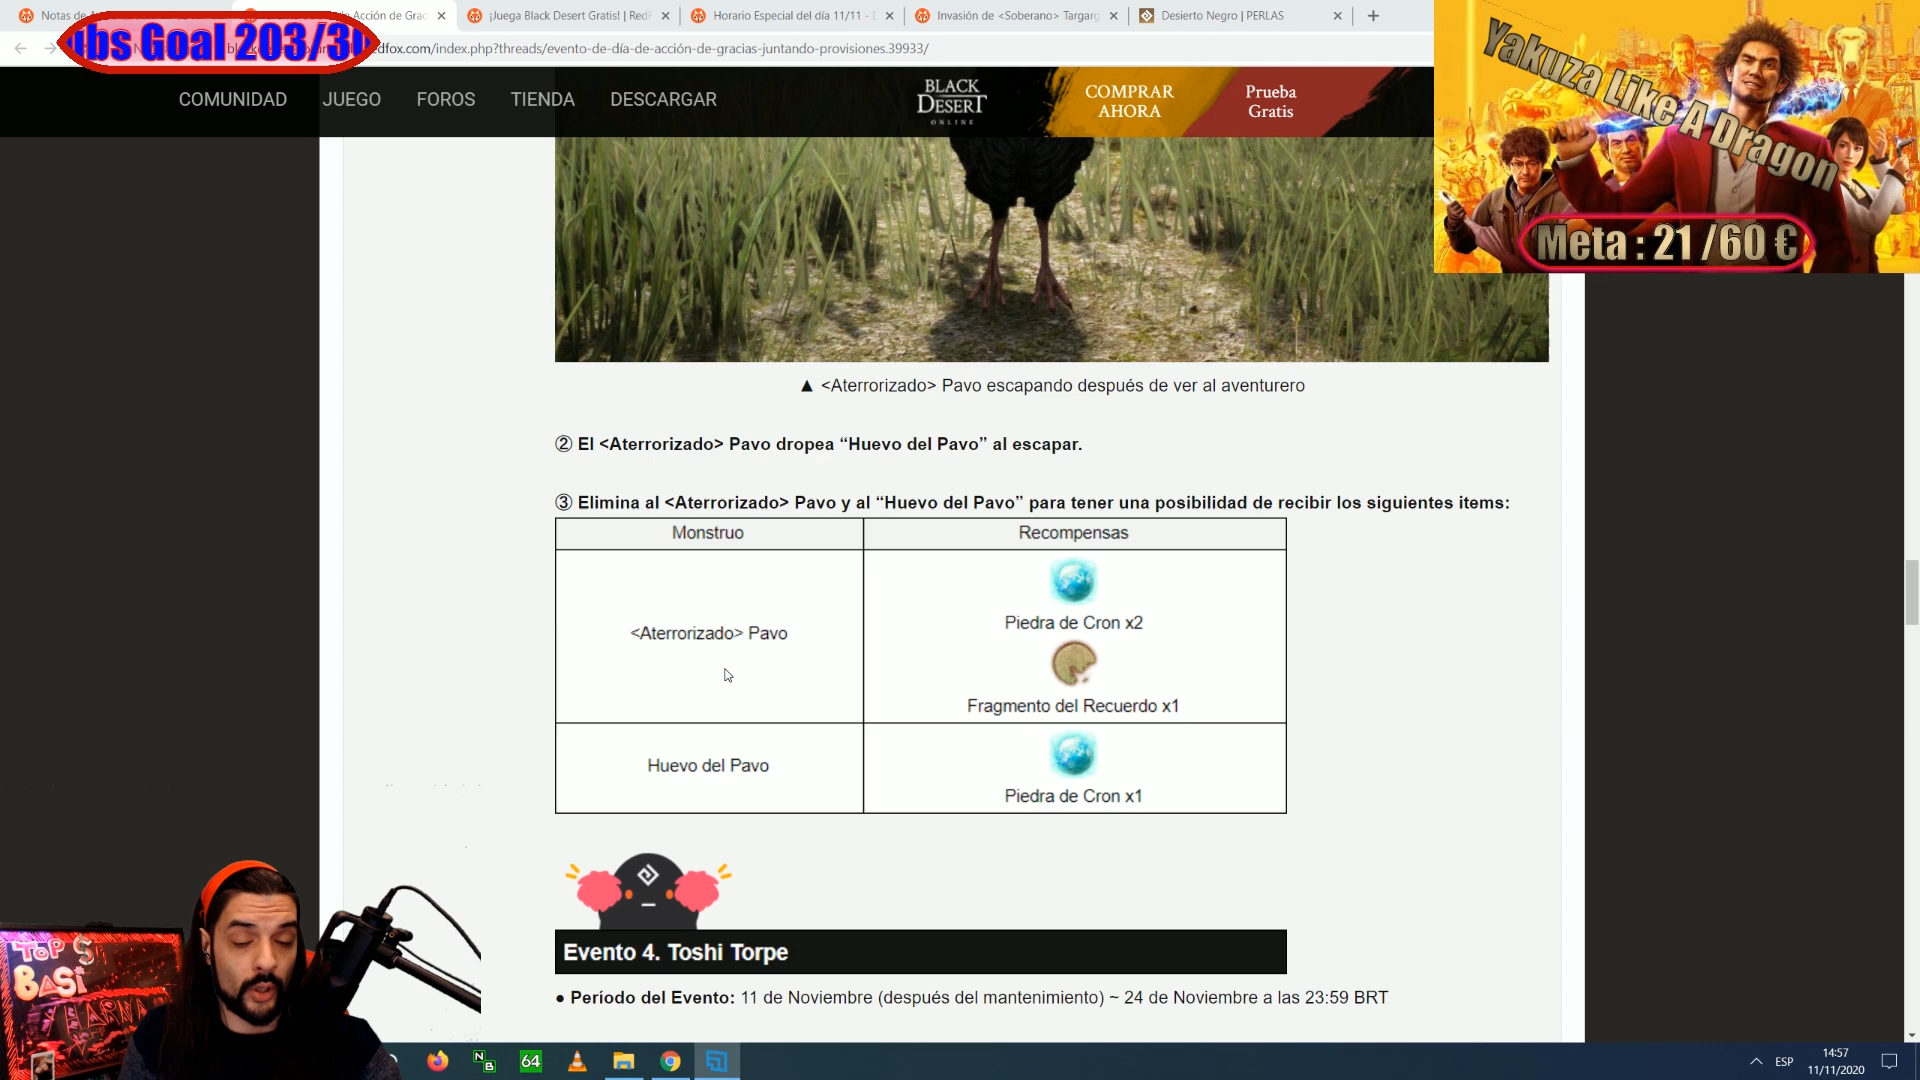 Notas de
Acción de Grac
¡Juega Black Desert Gratis! | RedF
Horario Especial del día 11/11 - D
Invasión de <Soberano> Targarg
Desierto Negro | PERLAS
ubs Goal 203/30
dfox.com/index.php?threads/evento-de-día-de-acción-de-gracias-juntando-provisiones.39933/
COMUNIDAD
JUEGO
FOROS
TIENDA
DESCARGAR
BLACK
DESERT
ONLINE
COMPRAR
AHORA
Prueba
Gratis
Yakuza Like A Dragon
Meta : 21 /60 €
▲ <Aterrorizado> Pavo escapando después de ver al aventurero
② El <Aterrorizado> Pavo dropea “Huevo del Pavo” al escapar.
③ Elimina al <Aterrorizado> Pavo y al “Huevo del Pavo” para tener una posibilidad de recibir los siguientes items:
Monstruo
Recompensas
<Aterrorizado> Pavo
Piedra de Cron x2
Fragmento del Recuerdo x1
Huevo del Pavo
Piedra de Cron x1
Evento 4. Toshi Torpe
● Período del Evento: 11 de Noviembre (después del mantenimiento) ~ 24 de Noviembre a las 23:59 BRT
TOP 5
BASI
N
B
64
ESP
14:57
11/11/2020